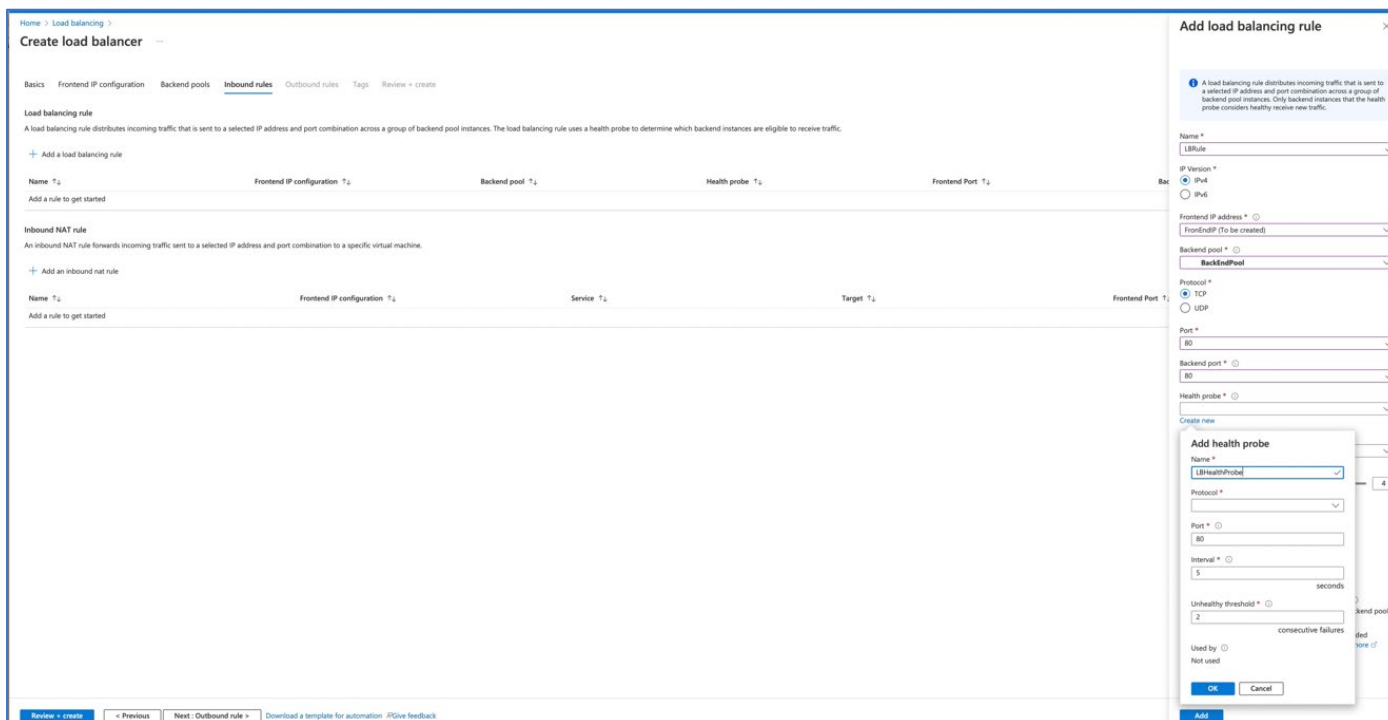 Home > Load balancing >
Create load balancer ...
Basics Frontend IP configuration Backend pools Inbound rules Outbound rules Tags Review + create
Load balancing rule
A load balancing rule distributes incoming traffic that is sent to a selected IP address and port combination across a group of backend pool instances. The load balancing rule uses a health probe to determine which backend instances are eligible to receive traffic.
+ Add a load balancing rule
Name ↑↓ Frontend IP configuration ↑↓ Backend pool ↑↓ Health probe ↑↓ Frontend Port ↑↓ Bac
Add a rule to get started
Inbound NAT rule
An inbound NAT rule forwards incoming traffic sent to a selected IP address and port combination to a specific virtual machine.
+ Add an inbound nat rule
Name ↑↓ Frontend IP configuration ↑↓ Service ↑↓ Target ↑↓ Frontend Port ↑
Add a rule to get started
Review + create < Previous Next : Outbound rule > Download a template for automation Give feedback
Add load balancing rule
A load balancing rule distributes incoming traffic that is sent to
a selected IP address and port combination across a group of
backend pool instances. Only backend instances that the health
probe considers healthy receive new traffic.
Name *
LBRule
IP Version *
IPv4
IPv6
Frontend IP address *
FronEndIP (To be created)
Backend pool *
BackEndPool
Protocol *
TCP
UDP
Port *
80
Backend port *
80
Health probe *
Create new
Add health probe
Name *
LBHealthProbe
Protocol *
4
Port *
80
Interval *
5
seconds
Unhealthy threshold *
2
kend pool
consecutive failures
ded
Used by
nore
Not used
OK Cancel
Add